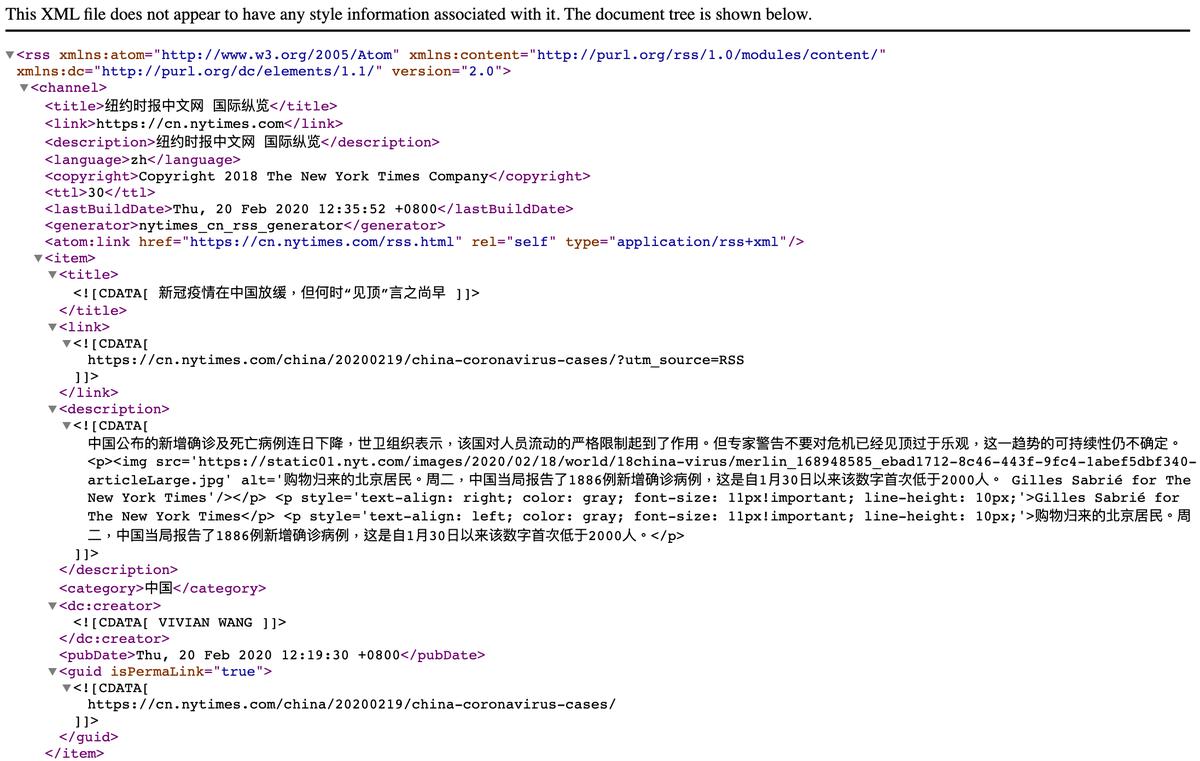 This XML file does not appear to have any style information associated with it. The document tree is shown below.
▼<rss xmlns:atom="http://www.w3.org/2005/Atom" xmlns:content="http://purl.org/rss/1.0/modules/content/"
xmlns:dc="http://purl.org/dc/elements/1.1/" version="2.0">
▼<channel>
<title>纽约时报中文网 国际纵览</title>
<link>https://cn.nytimes.com</link>
<description>纽约时报中文网 国际纵览</description>
<language>zh</language>
<copyright>Copyright 2018 The New York Times Company</copyright>
<ttl>30</ttl>
<lastBuildDate>Thu, 20 Feb 2020 12:35:52 +0800</lastBuildDate>
<generator>nytimes_cn_rss_generator</generator>
<atom:link href="https://cn.nytimes.com/rss.html" rel="self" type="application/rss+xml"/>
▼<item>
▼<title>
<![CDATA[ 新冠疫情在中国放缓，但何时“见顶”言之尚早 ]]>
</title>
▼<link>
▼<![CDATA[
https://cn.nytimes.com/china/20200219/china-coronavirus-cases/?utm_source=RSS
]]>
</link>
▼<description>
▼<![CDATA[
中国公布的新增确诊及死亡病例连日下降，世卫组织表示，该国对人员流动的严格限制起到了作用。但专家警告不要对危机已经见顶过于乐观，这一趋势的可持续性仍不确定。
<p><img src='https://static01.nyt.com/images/2020/02/18/world/18china-virus/merlin_168948585_ebad1712-8c46-443f-9fc4-1abef5dbf340-
articleLarge.jpg' alt='购物归来的北京居民。周二，中国当局报告了1886例新增确诊病例，这是自1月30日以来该数字首次低于2000人。 Gilles Sabrié for The
New York Times'/></p> <p style='text-align: right; color: gray; font-size: 11px!important; line-height: 10px;'>Gilles Sabrié for
The New York Times</p> <p style='text-align: left; color: gray; font-size: 11px!important; line-height: 10px;'>购物归来的北京居民。周
二，中国当局报告了1886例新增确诊病例，这是自1月30日以来该数字首次低于2000人。</p>
]]>
</description>
<category>中国</category>
▼<dc:creator>
<![CDATA[ VIVIAN WANG ]]>
</dc:creator>
<pubDate>Thu, 20 Feb 2020 12:19:30 +0800</pubDate>
▼<guid isPermaLink="true">
▼<![CDATA[
https://cn.nytimes.com/china/20200219/china-coronavirus-cases/
]]>
</guid>
</item>